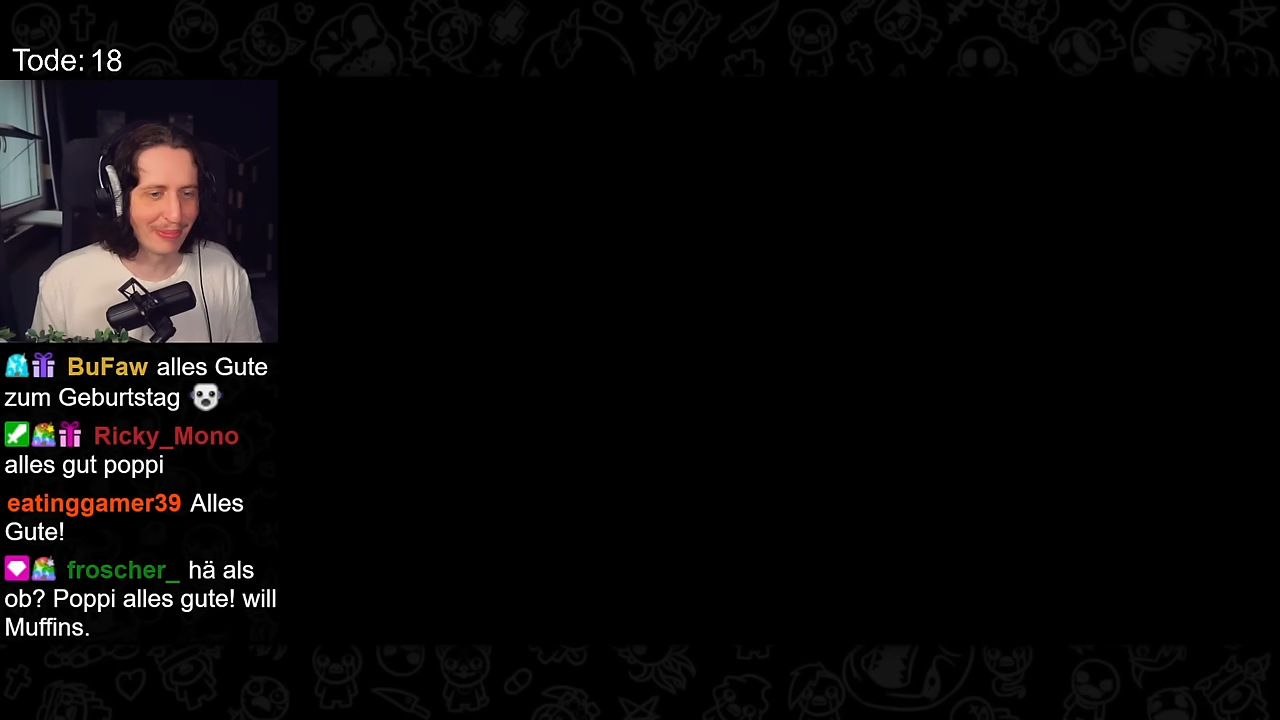 Tode: 18
BuFaw alles Gute
zum Geburtstag
Ricky_Mono
alles gut poppi
eatinggamer39 Alles
Gute!
froscher_ hä als
ob? Poppi alles gute! will
Muffins.